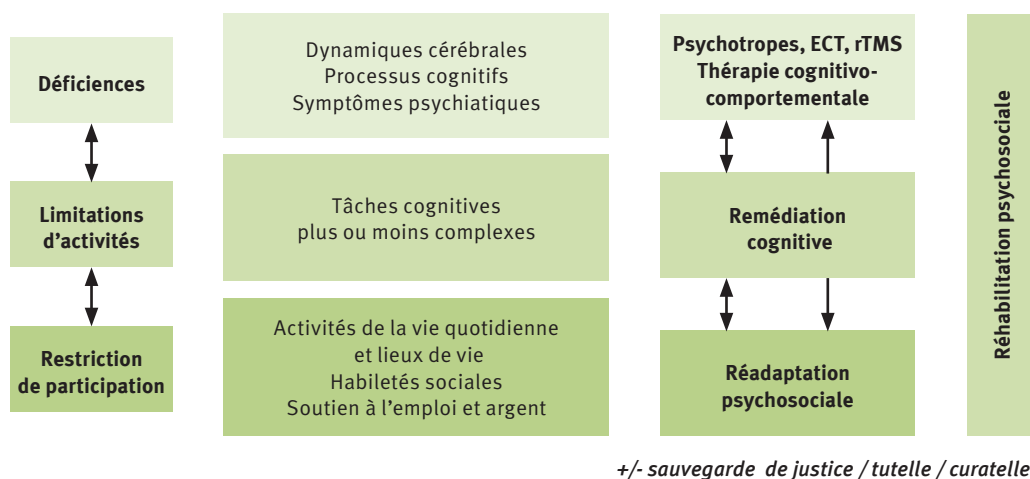 Déficiences
Dynamiques cérébrales
Processus cognitifs
Symptômes psychiatiques
Psychotropes, ECT, rTMS
Thérapie cognitivo-
comportementale
Limitations
d’activités
Tâches cognitives
plus ou moins complexes
Remédiation
cognitive
Restriction
de participation
Activités de la vie quotidienne
et lieux de vie
Habiletés sociales
Soutien à l’emploi et argent
Réadaptation
psychosociale
Réhabilitation psychosociale
+/- sauvegarde de justice / tutelle / curatelle